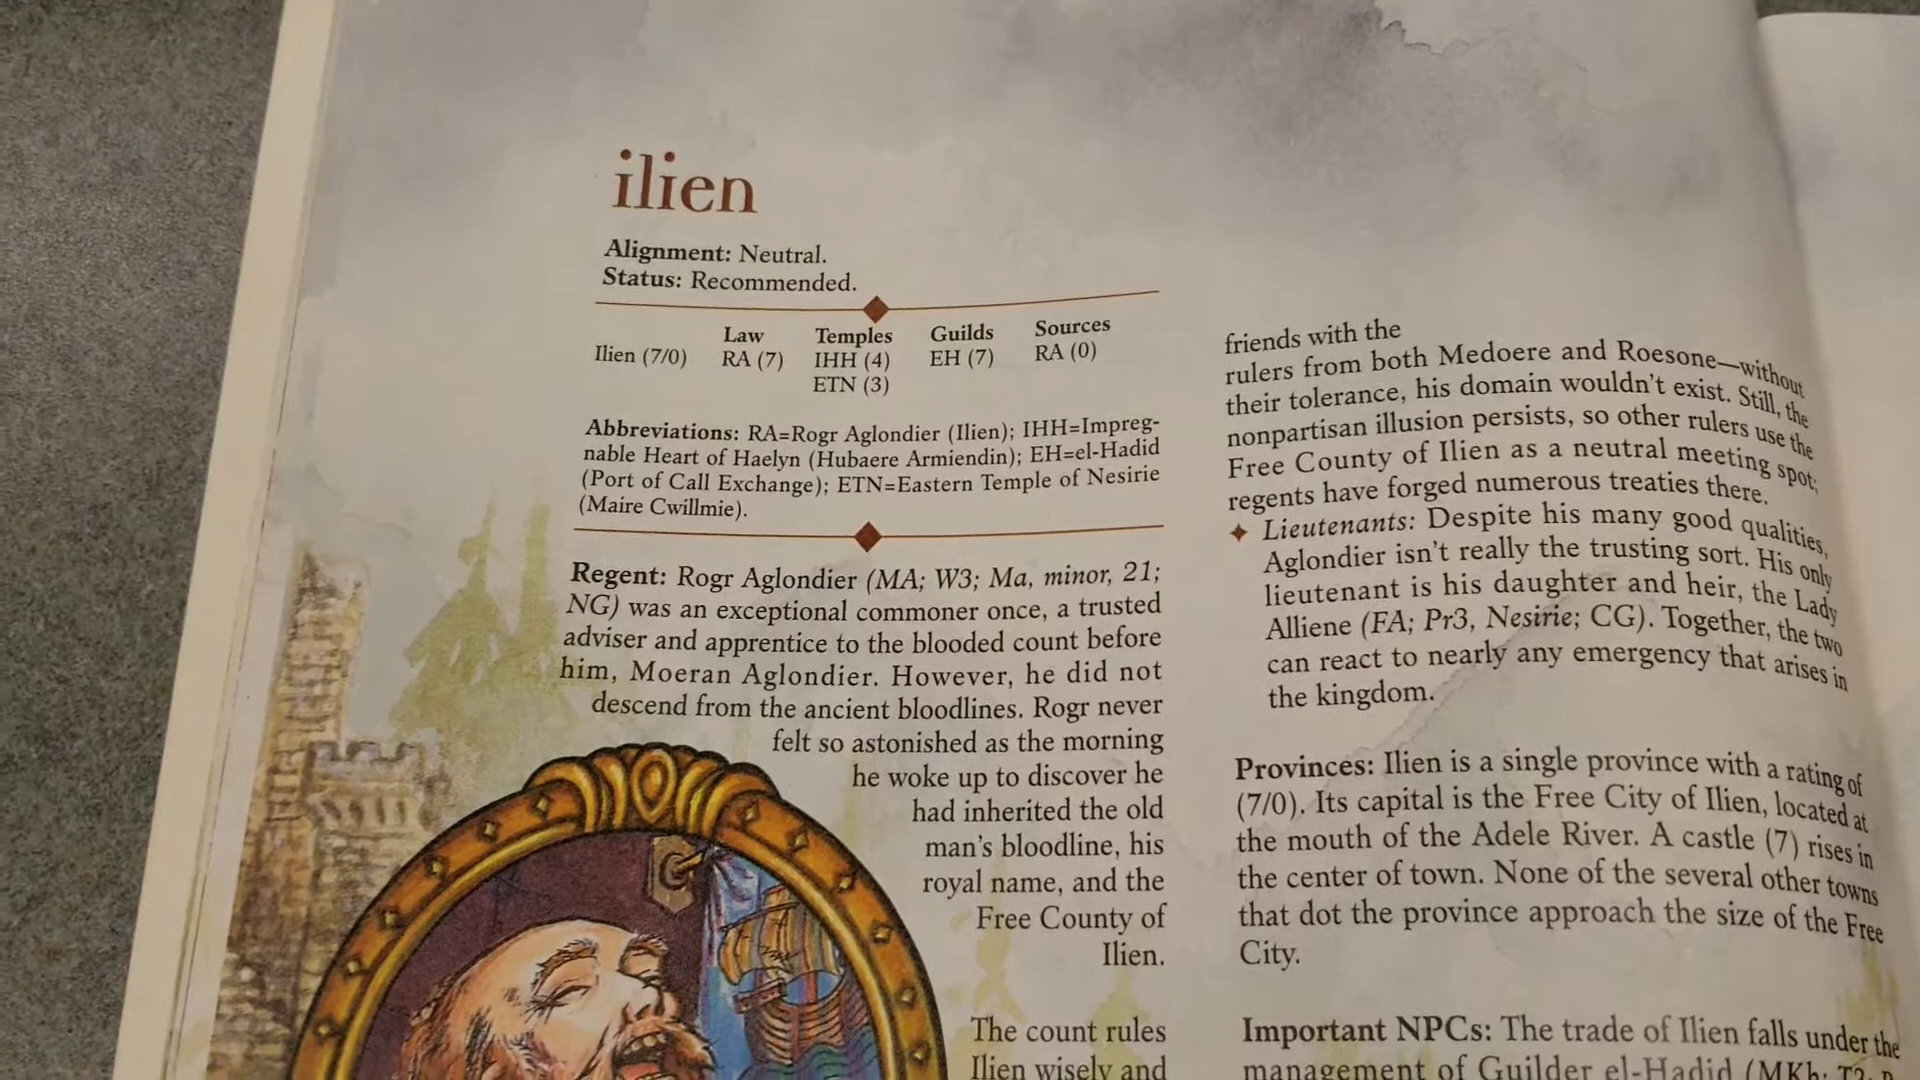 ilien
Alignment: Neutral.
Status: Recommended.
Law Temples Guilds Sources
Ilien (7/0) RA (7) IHH (4) EH (7) RA (0)
ETN (3)
Abbreviations: RA=Rogr Aglondier (Ilien); IHH=Impreg-
nable Heart of Haelyn (Hubaere Armiendin); EH=el-Hadid
(Port of Call Exchange); ETN=Eastern Temple of Nesirie
(Maire Cwillmie).
Regent: Rogr Aglondier (MA; W3; Ma, minor, 21;
NG) was an exceptional commoner once, a trusted
adviser and apprentice to the blooded count before
him, Moeran Aglondier. However, he did not
descend from the ancient bloodlines. Rogr never
felt so astonished as the morning
he woke up to discover he
had inherited the old
man's bloodline, his
royal name, and the
Free County of
Ilien.
The count rules
Ilien wisely and
friends with the
rulers from both Medoere and Roesone—without
their tolerance, his domain wouldn't exist. Still, the
nonpartisan illusion persists, so other rulers use the
Free County of Ilien as a neutral meeting spot;
regents have forged numerous treaties there.
Lieutenants: Despite his many good qualities,
Aglondier isn't really the trusting sort. His only
lieutenant is his daughter and heir, the Lady
Alliene (FA; Pr3, Nesirie; CG). Together, the two
can react to nearly any emergency that arises in
the kingdom.
Provinces: Ilien is a single province with a rating of
(7/0). Its capital is the Free City of Ilien, located at
the mouth of the Adele River. A castle (7) rises in
the center of town. None of the several other towns
that dot the province approach the size of the Free
City.
Important NPCs: The trade of Ilien falls under the
management of Guilder el-Hadid (MKh; T3;